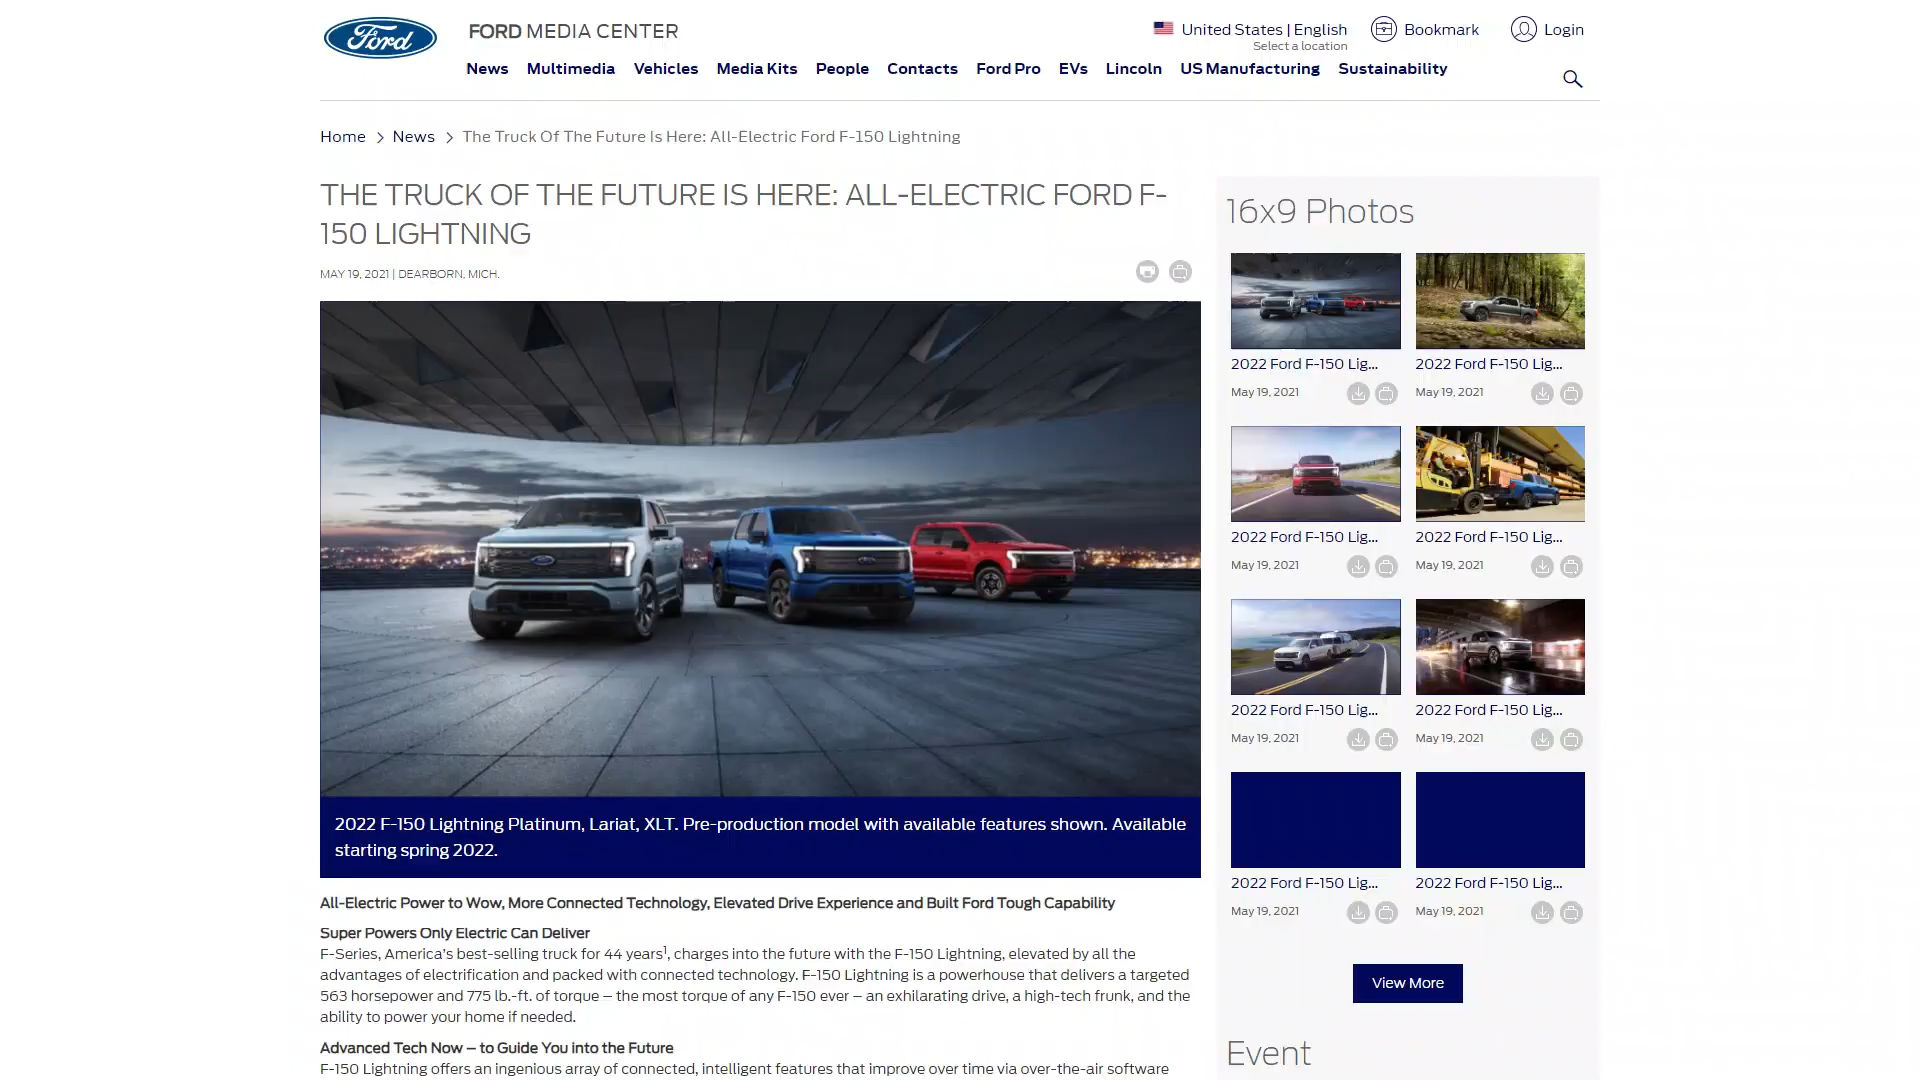 Ford
FORD MEDIA CENTER
United States | English
Select a location
Bookmark
Login
News Multimedia Vehicles Media Kits People Contacts Ford Pro EVs Lincoln US Manufacturing Sustainability
Home > News > The Truck Of The Future Is Here: All-Electric Ford F-150 Lightning
THE TRUCK OF THE FUTURE IS HERE: ALL-ELECTRIC FORD F-
150 LIGHTNING
MAY 19, 2021 | DEARBORN, MICH.
2022 F-150 Lightning Platinum, Lariat, XLT. Pre-production model with available features shown. Available
starting spring 2022.
All-Electric Power to Wow, More Connected Technology, Elevated Drive Experience and Built Ford Tough Capability
Super Powers Only Electric Can Deliver
F-Series, America's best-selling truck for 44 years¹, charges into the future with the F-150 Lightning, elevated by all the
advantages of electrification and packed with connected technology. F-150 Lightning is a powerhouse that delivers a targeted
563 horsepower and 775 lb.-ft. of torque – the most torque of any F-150 ever – an exhilarating drive, a high-tech frunk, and the
ability to power your home if needed.
Advanced Tech Now – to Guide You into the Future
F-150 Lightning offers an ingenious array of connected, intelligent features that improve over time via over-the-air software
16x9 Photos
2022 Ford F-150 Lig... 2022 Ford F-150 Lig...
May 19, 2021 May 19, 2021
2022 Ford F-150 Lig... 2022 Ford F-150 Lig...
May 19, 2021 May 19, 2021
2022 Ford F-150 Lig... 2022 Ford F-150 Lig...
May 19, 2021 May 19, 2021
2022 Ford F-150 Lig... 2022 Ford F-150 Lig...
May 19, 2021 May 19, 2021
View More
Event